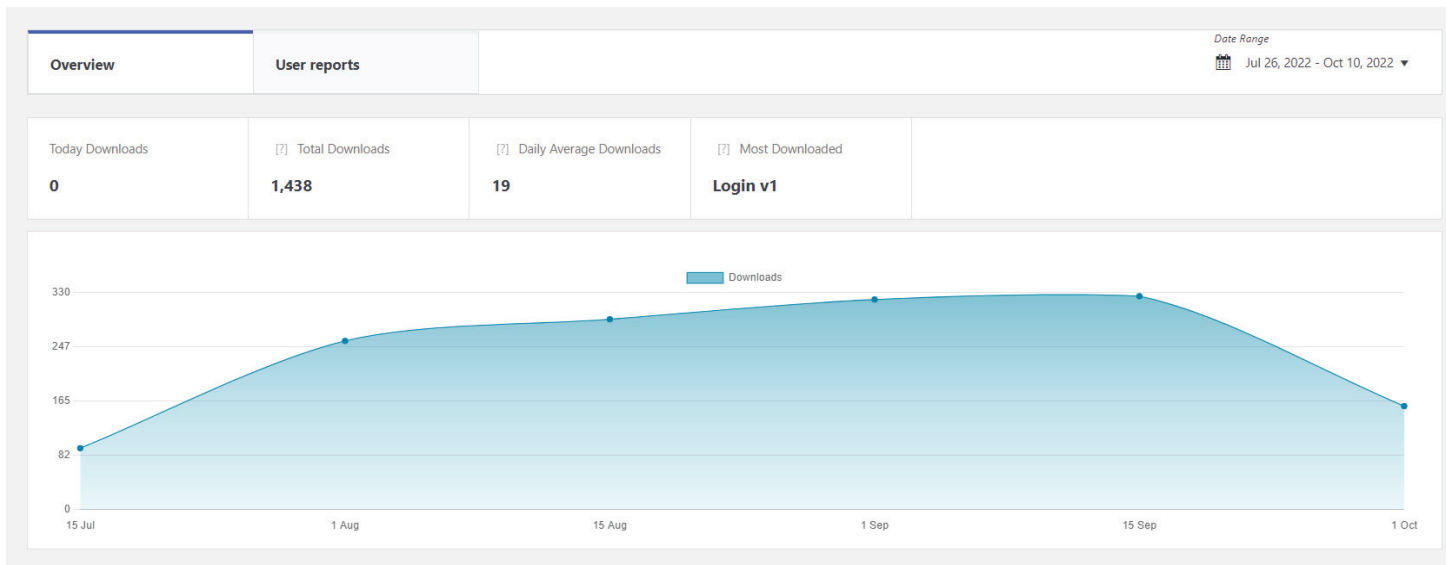 Overview
User reports
Date Range
Jul 26, 2022 - Oct 10, 2022 ▼
Today Downloads
0
[?] Total Downloads
1,438
[?] Daily Average Downloads
19
[?] Most Downloaded
Login v1
Downloads
330
247
165
82
0
15 Jul
1 Aug
15 Aug
1 Sep
15 Sep
1 Oct